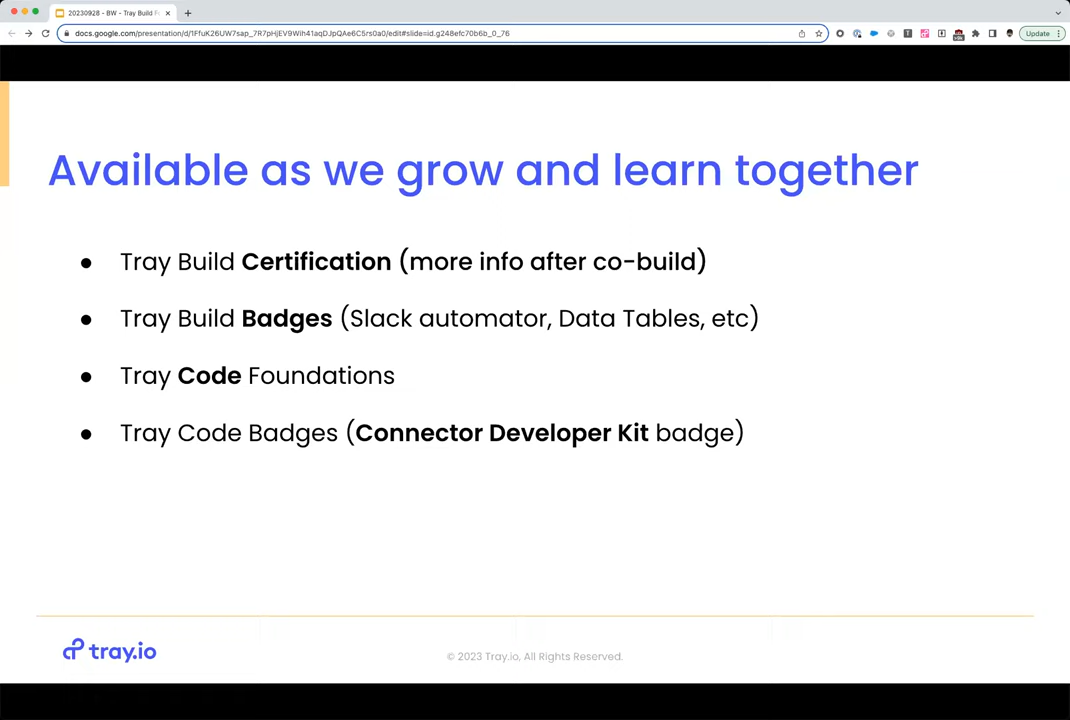 20230928 - BW - Tray Build F
docs.google.com/presentation/d/1FfuK26UW7sap_7R7pHjEV9Wih41aqDJpQAe6C5rs0a0/edit#slide=id.g248efc70b6b_0_76
Update
Available as we grow and learn together
● Tray Build Certification (more info after co-build)
● Tray Build Badges (Slack automator, Data Tables, etc)
● Tray Code Foundations
● Tray Code Badges (Connector Developer Kit badge)
tray.io
© 2023 Tray.io, All Rights Reserved.